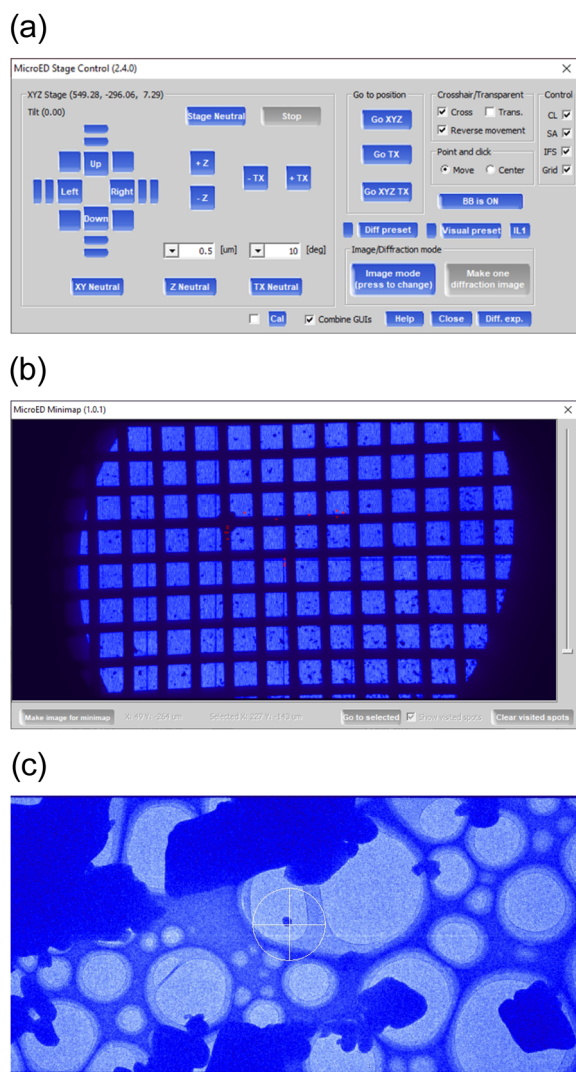 (a)
MicroED Stage Control (2.4.0)
XYZ Stage (549.28, -296.06, 7.29)
Go to position
Crosshair/Transparent
Control
Tilt (0.00)
Stage Neutral
Stop
Go XYZ
Cross
Trans.
CL
Reverse movement
SA
Up
+ Z
Go TX
Point and click
IFS
Left
Right
- TX
+ TX
Move
Center
Grid
- Z
Go XYZ TX
BB is ON
Down
Diff preset
Visual preset
IL1
0.5
[um]
10
[deg]
Image/Diffraction mode
XY Neutral
Z Neutral
TX Neutral
Image mode
(press to change)
Make one
diffraction image
Cal
Combine GUIs
Help
Close
Diff. exp.
(b)
MicroED Minimap (1.0.1)
Make image for minimap
Go to selected
Show visited spots
Clear visited spots
(c)